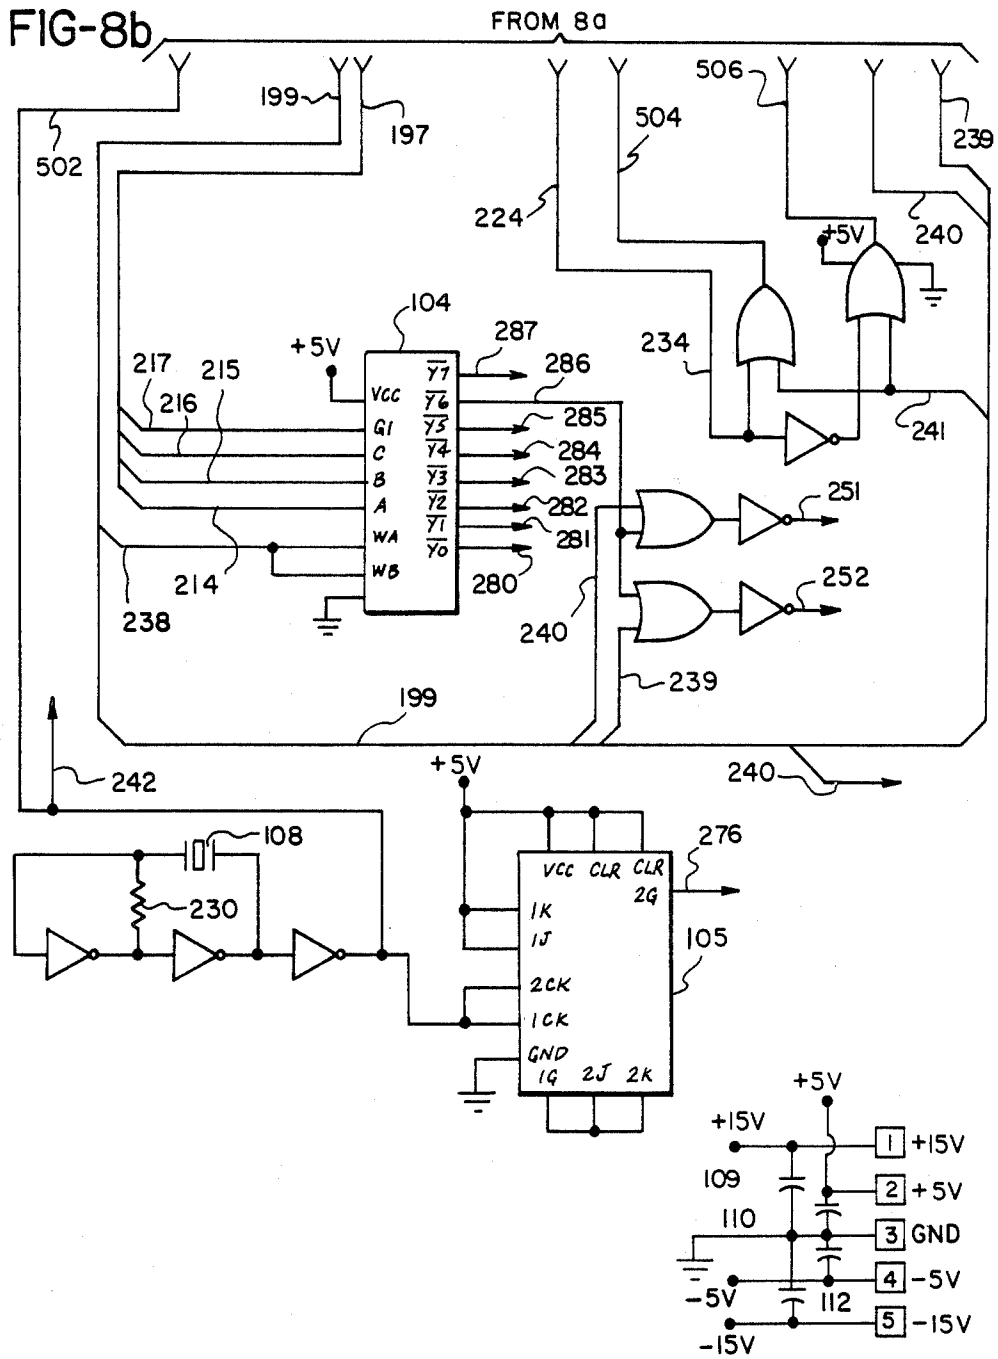 FIG-8b
FROM 8a
199
197
502
504
506
239
224
240
+5V
104
+5V
287
286
234
217
215
216
285
284
283
282
281
280
241
VCC
G1
C
B
A
WA
WB
Y7
Y6
Y5
Y4
Y3
Y2
Y1
Y0
251
252
238
214
240
239
199
242
+5V
240
108
230
276
105
VCC CLR CLR
2G
1K
1J
2CK
1CK
GND
1G 2J 2K
+5V
+15V
1 +15V
109
2 +5V
110
3 GND
4 -5V
-5V
112
5 -15V
-15V